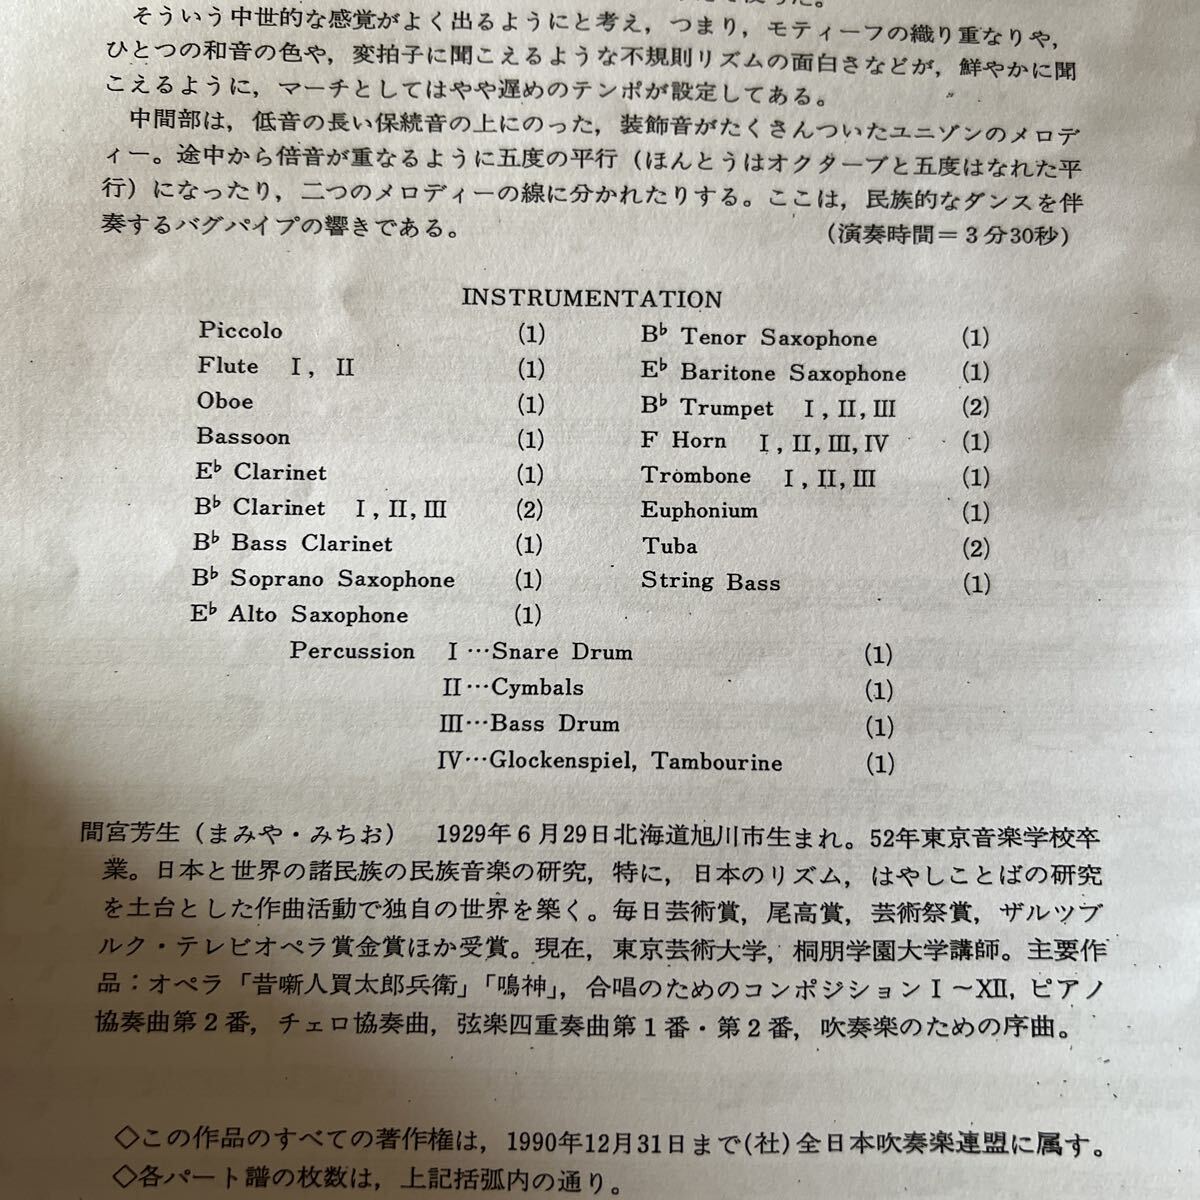 そういう中世的な感覚がよく出るようにと考え，つまり，モティーフの織り重なりや，
ひとつの和音の色や，変拍子に聞こえるような不規則リズムの面白さなどが，鮮やかに聞
こえるように，マーチとしてはやや遅めのテンポが設定してある。
中間部は，低音の長い保続音の上にのった，装飾音がたくさんついたユニゾンのメロデ
ィー。途中から倍音が重なるように五度の平行（ほんとうはオクターブと五度はなれた平
行）になったり，二つのメロディーの線に分かれたりする。ここは，民族的なダンスを伴
奏するバグパイプの響きである。 （演奏時間＝3分30秒）
INSTRUMENTATION
Piccolo (1)
Flute Ⅰ, Ⅱ (1)
Oboe (1)
Bassoon (1)
E♭ Clarinet (1)
B♭ Clarinet Ⅰ, Ⅱ, Ⅲ (2)
B♭ Bass Clarinet (1)
B♭ Soprano Saxophone (1)
E♭ Alto Saxophone (1)
B♭ Tenor Saxophone (1)
E♭ Baritone Saxophone (1)
B♭ Trumpet Ⅰ, Ⅱ, Ⅲ (2)
F Horn Ⅰ, Ⅱ, Ⅲ, Ⅳ (1)
Trombone Ⅰ, Ⅱ, Ⅲ (1)
Euphonium (1)
Tuba (2)
String Bass (1)
Percussion Ⅰ…Snare Drum (1)
Ⅱ…Cymbals (1)
Ⅲ…Bass Drum (1)
Ⅳ…Glockenspiel, Tambourine (1)
間宮芳生（まみや・みちお） 1929年6月29日北海道旭川市生まれ。52年東京音楽学校卒
業。日本と世界の諸民族の民族音楽の研究，特に，日本のリズム，はやしことばの研究
を土台とした作曲活動で独自の世界を築く。毎日芸術賞，尾高賞，芸術祭賞，ザルツブ
ルク・テレビオペラ賞金賞ほか受賞。現在，東京芸術大学，桐朋学園大学講師。主要作
品：オペラ「昔噺人買太郎兵衛」「鳴神」，合唱のためのコンポジションⅠ～Ⅻ，ピアノ
協奏曲第2番，チェロ協奏曲，弦楽四重奏曲第1番・第2番，吹奏楽のための序曲。
◇この作品のすべての著作権は，1990年12月31日まで(社)全日本吹奏楽連盟に属す。
◇各パート譜の枚数は，上記括弧内の通り。